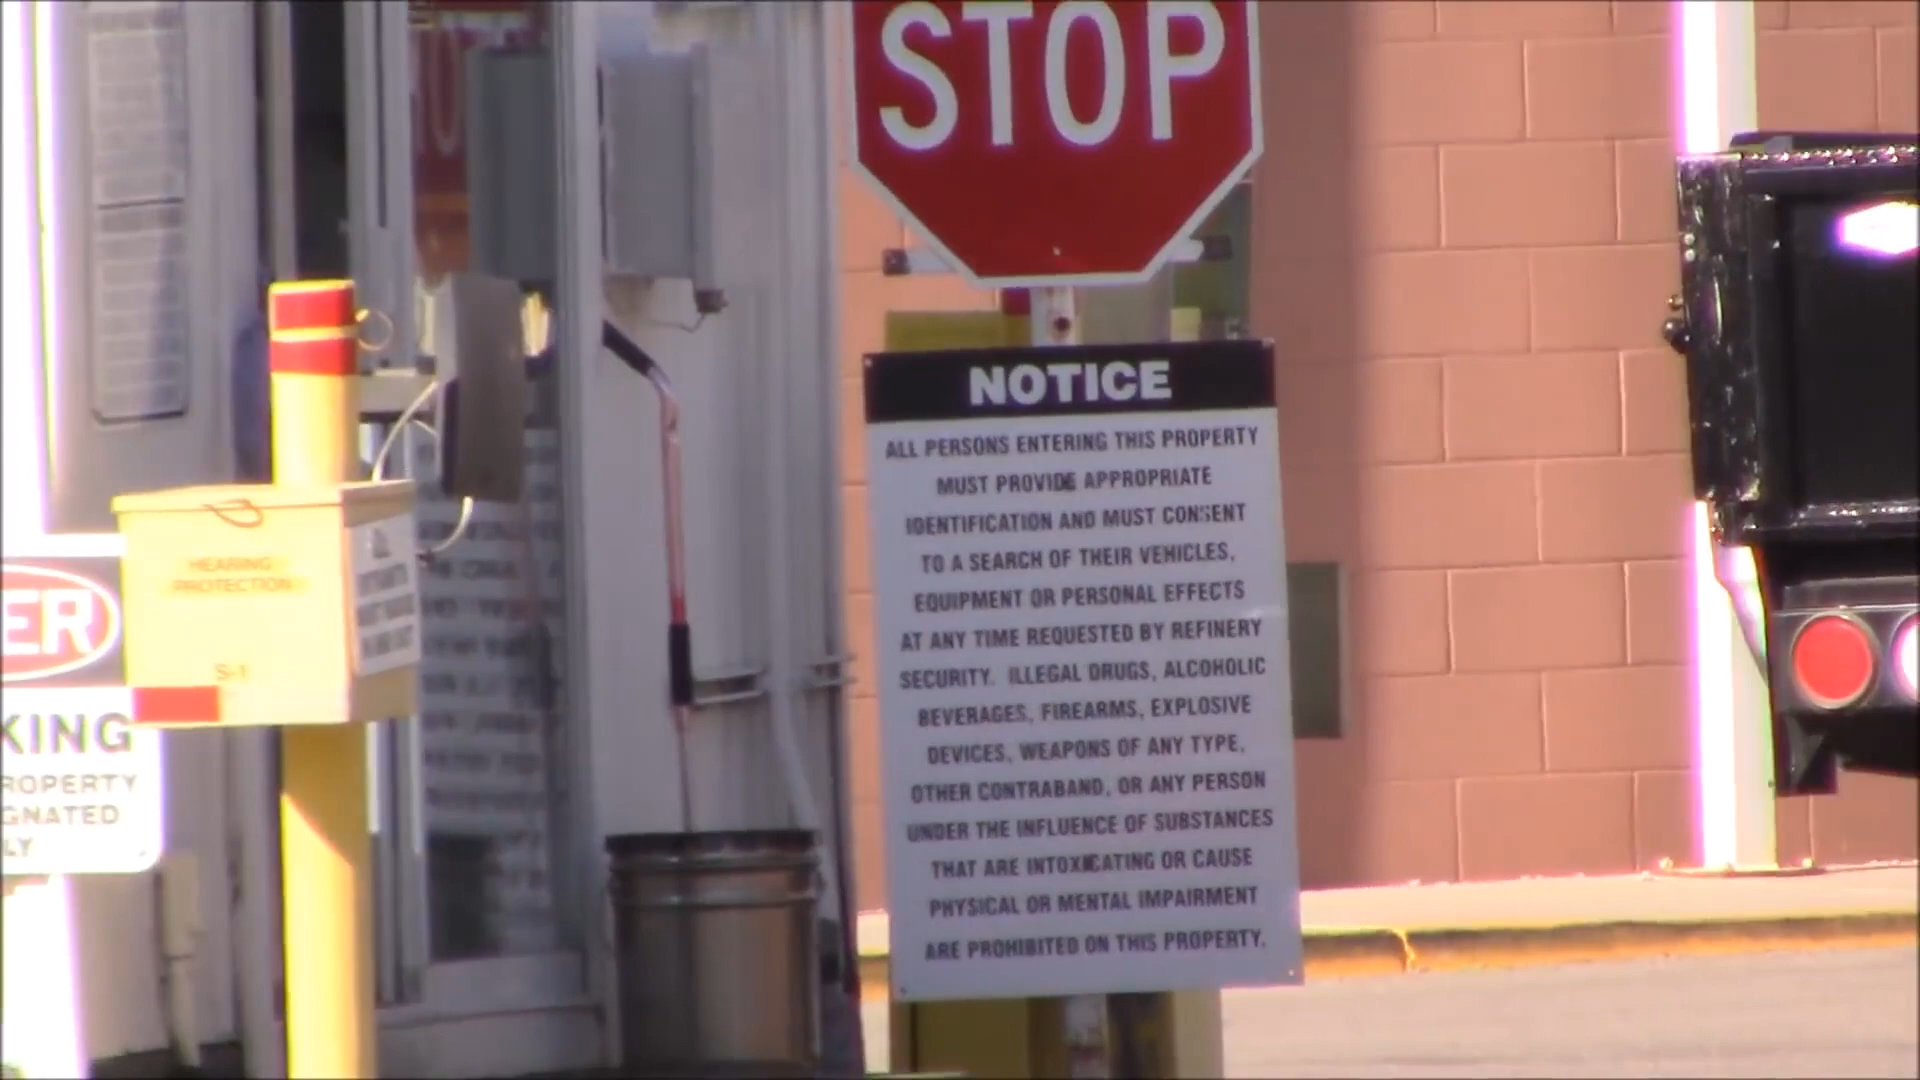 STOP
NOTICE
ALL PERSONS ENTERING THIS PROPERTY
MUST PROVIDE APPROPRIATE
IDENTIFICATION AND MUST CONSENT
TO A SEARCH OF THEIR VEHICLES,
EQUIPMENT OR PERSONAL EFFECTS
AT ANY TIME REQUESTED BY REFINERY
SECURITY. ILLEGAL DRUGS, ALCOHOLIC
BEVERAGES, FIREARMS, EXPLOSIVE
DEVICES, WEAPONS OF ANY TYPE,
OTHER CONTRABAND, OR ANY PERSON
UNDER THE INFLUENCE OF SUBSTANCES
THAT ARE INTOXICATING OR CAUSE
PHYSICAL OR MENTAL IMPAIRMENT
ARE PROHIBITED ON THIS PROPERTY.
HEARING
PROTECTION
S-1
ER
KING
ROPERTY
GNATED
LY